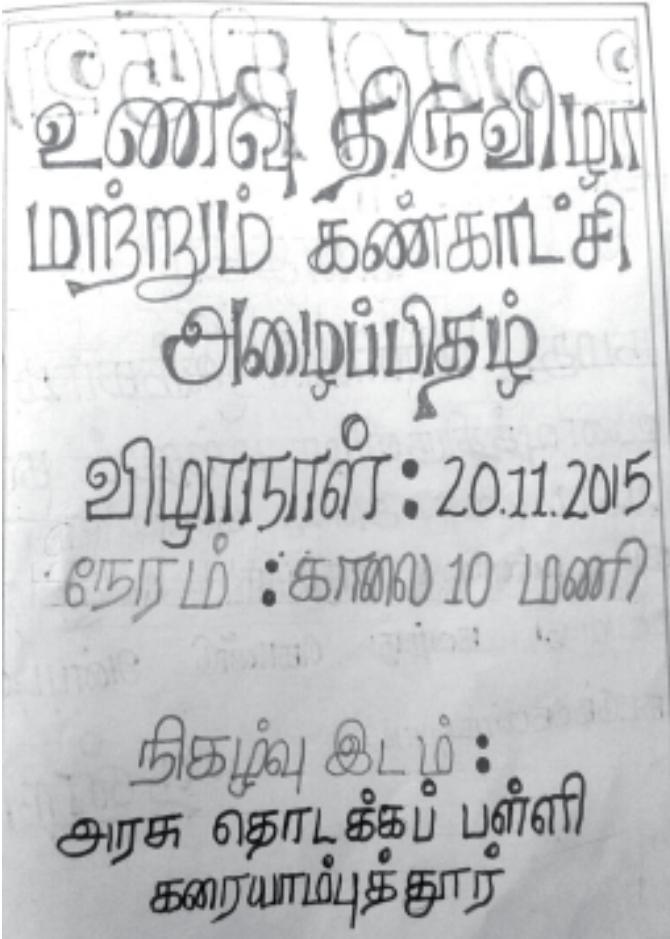 உணவு திருவிழா
மற்றும் கண்காட்சி
அழைப்பிதழ்
விழாநாள் : 20.11.2015
நேரம் : காலை 10 மணி
நிகழ்வு இடம் :
அரசு தொடக்கப் பள்ளி
கரையாம்புத்தூர்